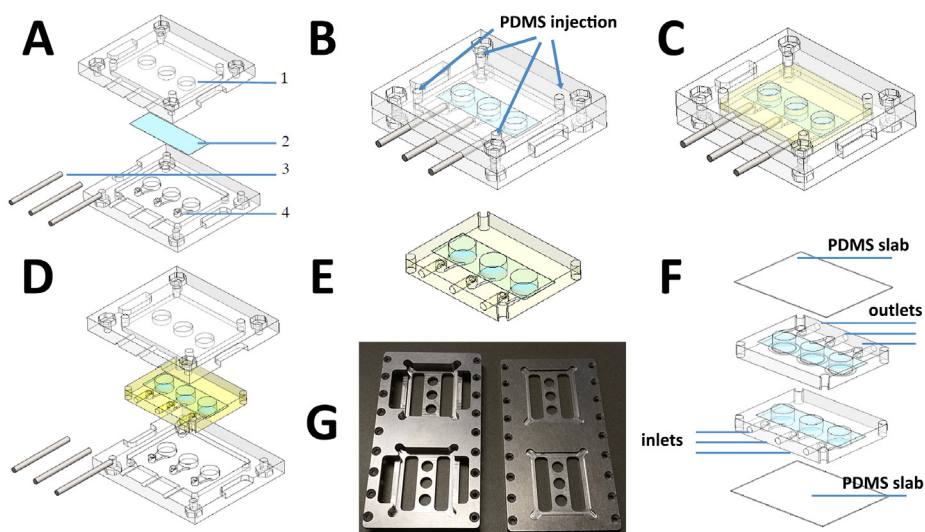 A
B
PDMS injection
C
1
2
3
4
D
E
F
PDMS slab
outlets
G
inlets
PDMS slab